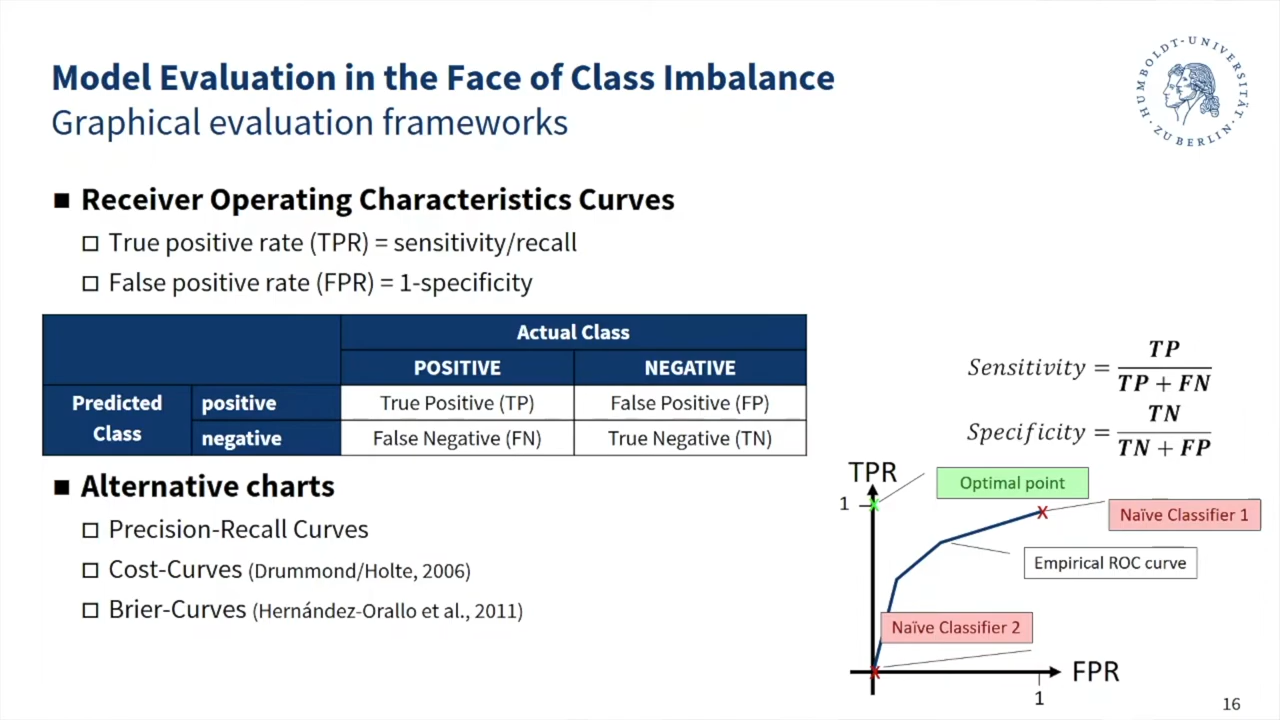 Model Evaluation in the Face of Class Imbalance
Graphical evaluation frameworks
HUMBOLDT-UNIVERSITÄT · ZU BERLIN ·
■ Receiver Operating Characteristics Curves
□ True positive rate (TPR) = sensitivity/recall
□ False positive rate (FPR) = 1-specificity
Actual Class
POSITIVE NEGATIVE
Predicted Class
positive True Positive (TP) False Positive (FP)
negative False Negative (FN) True Negative (TN)
Sensitivity = TP / TP + FN
Specificity = TN / TN + FP
■ Alternative charts
□ Precision-Recall Curves
□ Cost-Curves (Drummond/Holte, 2006)
□ Brier-Curves (Hernández-Orallo et al., 2011)
TPR
1
Optimal point
Naïve Classifier 1
Empirical ROC curve
Naïve Classifier 2
FPR
1
16